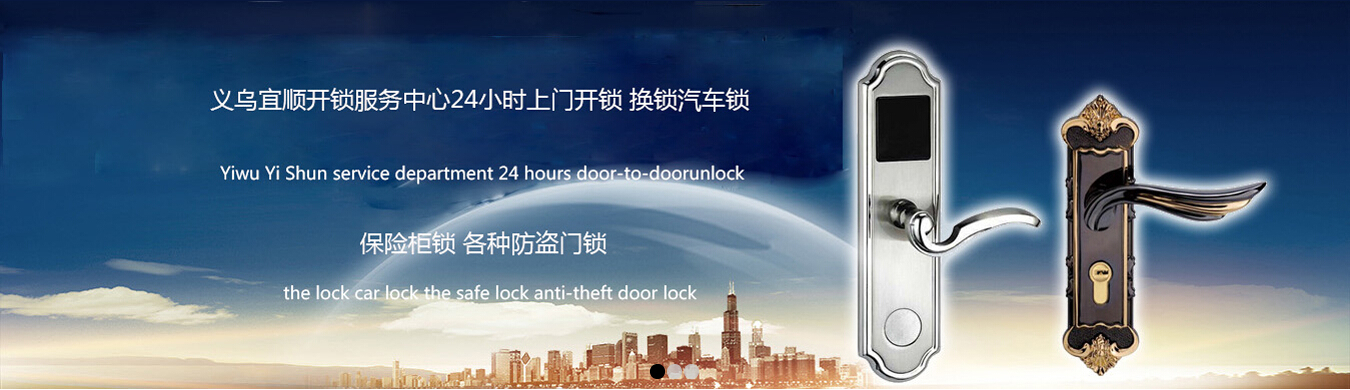 义乌宜顺开锁服务中心24小时上门开锁 换锁汽车锁
Yiwu Yi Shun service department 24 hours door-to-doorunlock
保险柜锁 各种防盗门锁
the lock car lock the safe lock anti-theft door lock